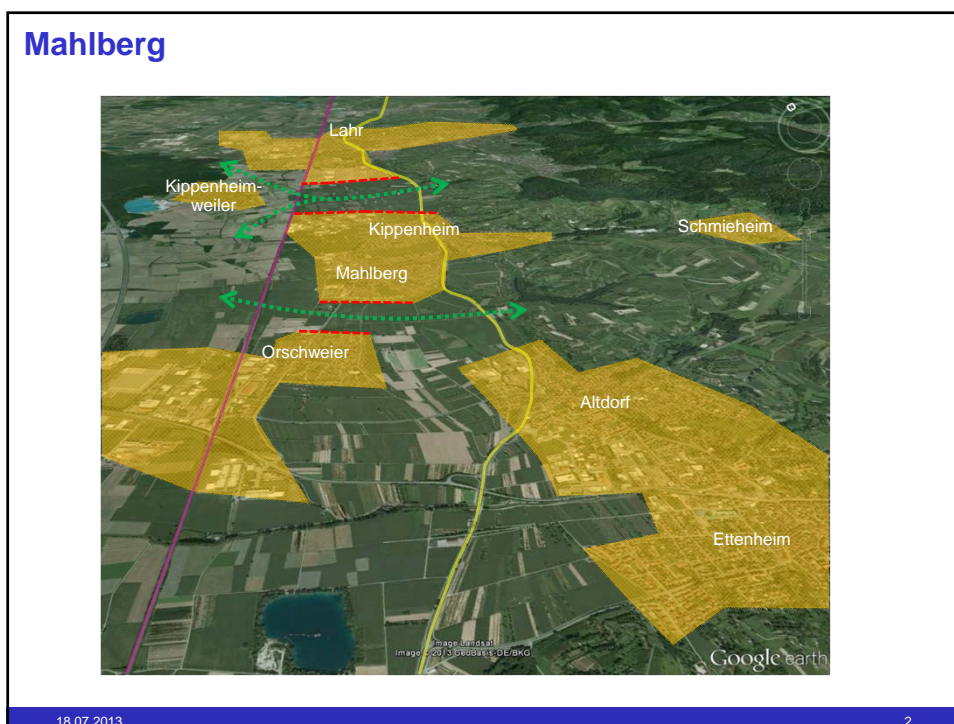 Mahlberg
Lahr
Kippenheim-
weiler
Kippenheim
Schmieheim
Mahlberg
Orschweier
Altdorf
Ettenheim
Image Landsat
Image © 2013 GeoBasis-DE/BKG
Google earth
18.07.2013
2